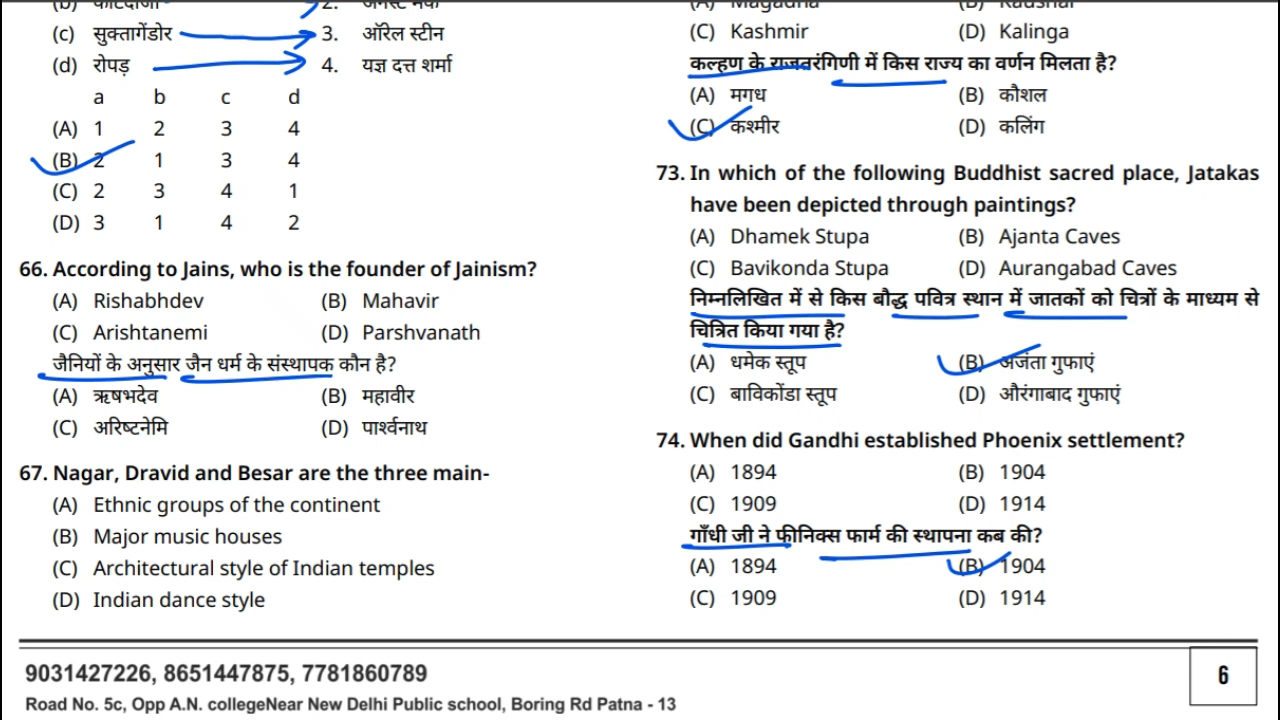 (b) कोटदीजी 2. अर्नेस्ट मैके
(c) सुक्तागेंडोर 3. ऑरेल स्टीन
(d) रोपड़ 4. यज्ञ दत्त शर्मा
a b c d
(A) 1 2 3 4
(B) 2 1 3 4
(C) 2 3 4 1
(D) 3 1 4 2
66. According to Jains, who is the founder of Jainism?
(A) Rishabhdev (B) Mahavir
(C) Arishtanemi (D) Parshvanath
जैनियों के अनुसार जैन धर्म के संस्थापक कौन है?
(A) ऋषभदेव (B) महावीर
(C) अरिष्टनेमि (D) पार्श्वनाथ
67. Nagar, Dravid and Besar are the three main-
(A) Ethnic groups of the continent
(B) Major music houses
(C) Architectural style of Indian temples
(D) Indian dance style
(A) Magadha (B) Kaushal
(C) Kashmir (D) Kalinga
कल्हण के राजतरंगिणी में किस राज्य का वर्णन मिलता है?
(A) मगध (B) कौशल
(C) कश्मीर (D) कलिंग
73. In which of the following Buddhist sacred place, Jatakas
have been depicted through paintings?
(A) Dhamek Stupa (B) Ajanta Caves
(C) Bavikonda Stupa (D) Aurangabad Caves
निम्नलिखित में से किस बौद्ध पवित्र स्थान में जातकों को चित्रों के माध्यम से
चित्रित किया गया है?
(A) धमेक स्तूप (B) अजंता गुफाएं
(C) बाविकोंडा स्तूप (D) औरंगाबाद गुफाएं
74. When did Gandhi established Phoenix settlement?
(A) 1894 (B) 1904
(C) 1909 (D) 1914
गाँधी जी ने फीनिक्स फार्म की स्थापना कब की?
(A) 1894 (B) 1904
(C) 1909 (D) 1914
9031427226, 8651447875, 7781860789
Road No. 5c, Opp A.N. collegeNear New Delhi Public school, Boring Rd Patna - 13
6